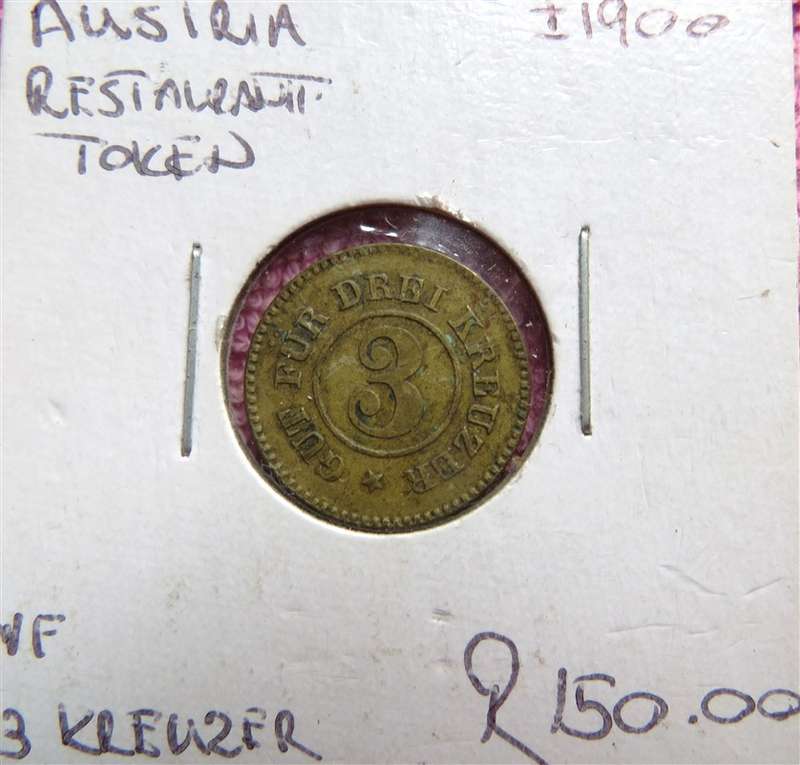 AUSTRIA
±1900
RESTAURANT
TOKEN
GUT FÜR DREI KREUZER
3
VF
3 KREUZER
R150.00